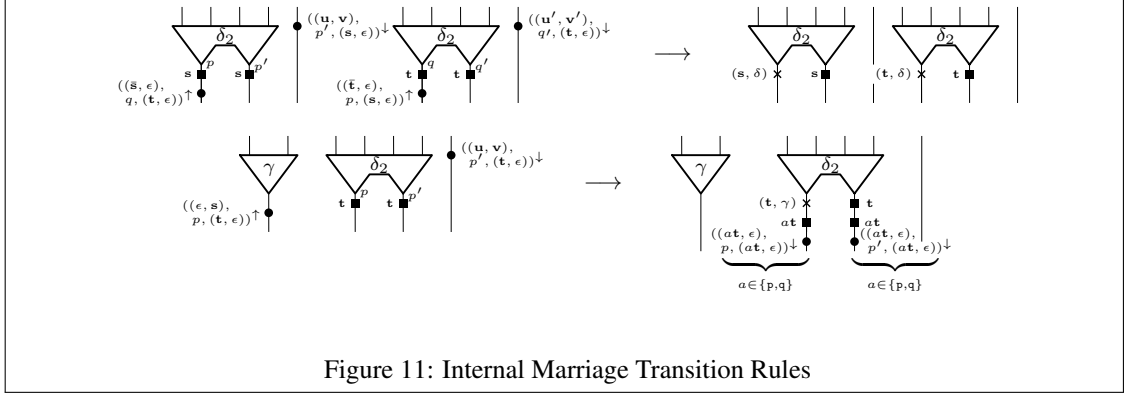 δ₂ ((u, v), δ₂ ((u′, v′),
p′, (s, ϵ))↓ q′, (t, ϵ))↓ ⟶ δ₂ δ₂
p p′ q q′
s s t t (s, δ) s (t, δ) t
((s̄, ϵ), ((t̄, ϵ),
q, (t, ϵ))↑ p, (s, ϵ))↑
((u, v),
γ δ₂ p′, (t, ϵ))↓ γ δ₂
p p′ ⟶
((ϵ, s), t t (t, γ) t
p, (t, ϵ))↑ at at
((at, ϵ), ((at, ϵ),
p, (at, ϵ))↓ p′, (at, ϵ))↓
a∈{p,q} a∈{p,q}
Figure 11: Internal Marriage Transition Rules